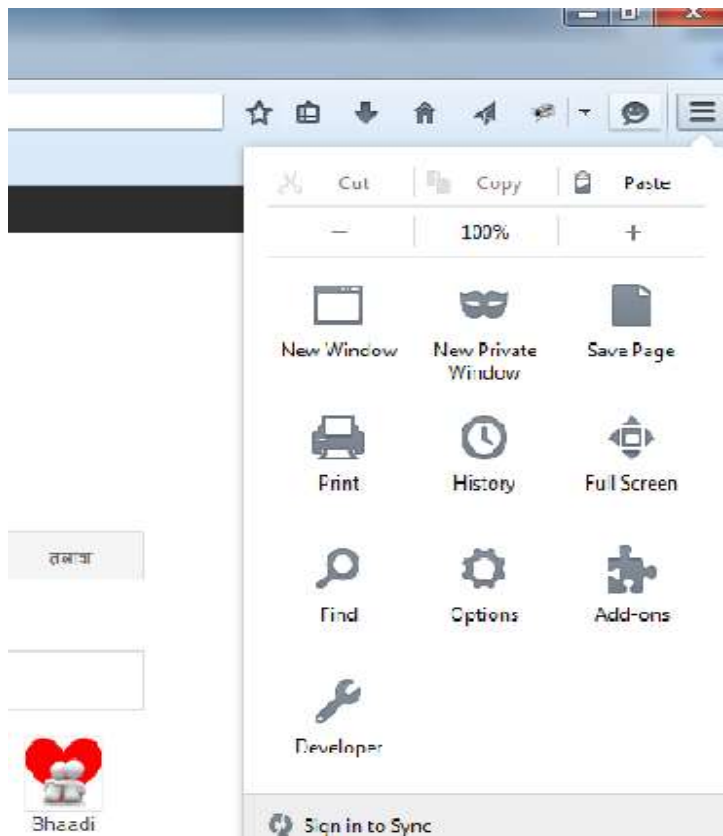 Cut Copy Paste
— 100% +
New Window New Private Window Save Page
Print History Full Screen
तलाश
Find Options Add-ons
Developer
Sign in to Sync